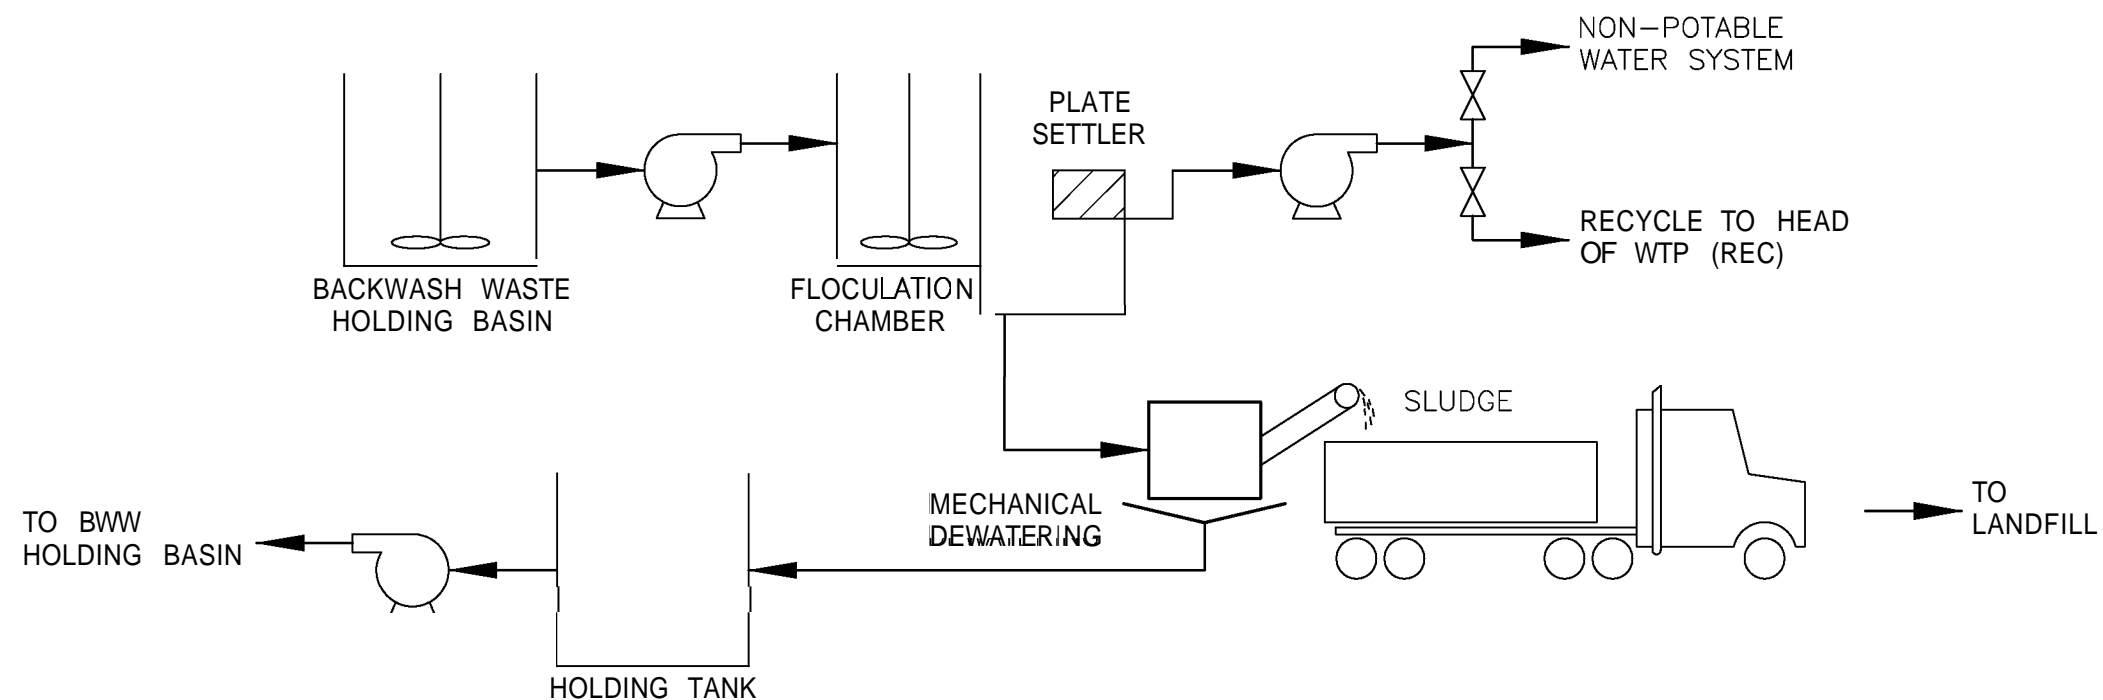 NON-POTABLE
WATER SYSTEM
PLATE
SETTLER
RECYCLE TO HEAD
OF WTP (REC)
BACKWASH WASTE
HOLDING BASIN
FLOCULATION
CHAMBER
SLUDGE
MECHANICAL
DEWATERING
TO BWW
HOLDING BASIN
TO
LANDFILL
HOLDING TANK